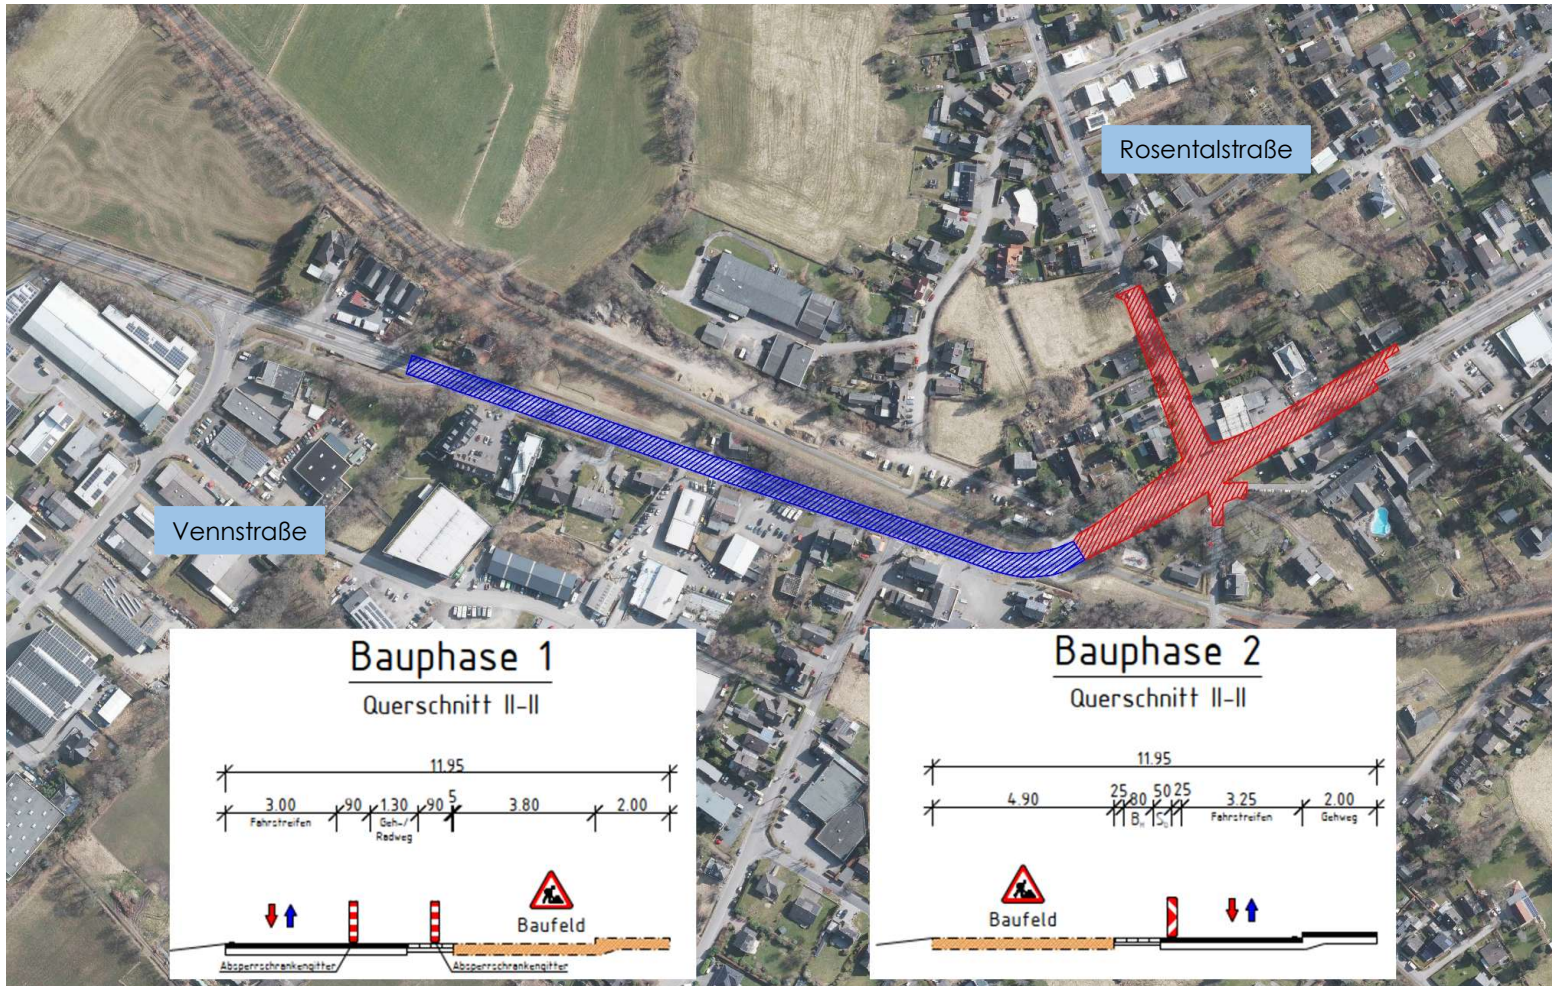 Rosentalstraße
Vennstraße
Bauphase 1
Querschnitt II-II
11.95
3.00 90 1.30 90 5 3.80 2.00
Fahrstreifen Geh-/
Radweg
Baufeld
Absperrschrankengitter Absperrschrankengitter
Bauphase 2
Querschnitt II-II
11.95
4.90 25 80 50 25 3.25 2.00
Fahrstreifen Gehweg
Baufeld